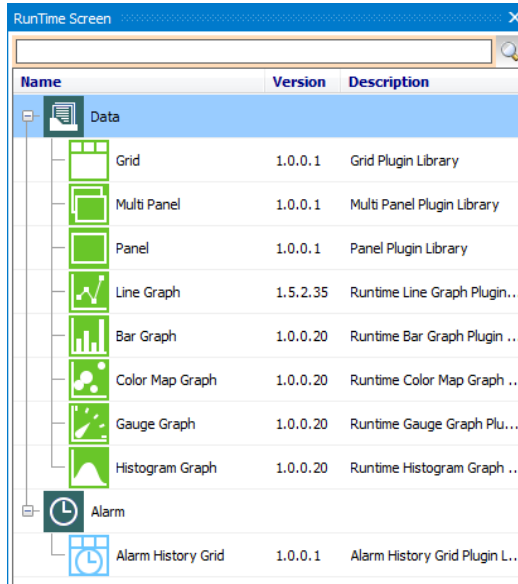 RunTime Screen
Name Version Description
Data
Grid 1.0.0.1 Grid Plugin Library
Multi Panel 1.0.0.1 Multi Panel Plugin Library
Panel 1.0.0.1 Panel Plugin Library
Line Graph 1.5.2.35 Runtime Line Graph Plugin...
Bar Graph 1.0.0.20 Runtime Bar Graph Plugin ...
Color Map Graph 1.0.0.20 Runtime Color Map Graph ...
Gauge Graph 1.0.0.20 Runtime Gauge Graph Plu...
Histogram Graph 1.0.0.20 Runtime Histogram Graph ...
Alarm
Alarm History Grid 1.0.0.1 Alarm History Grid Plugin L...